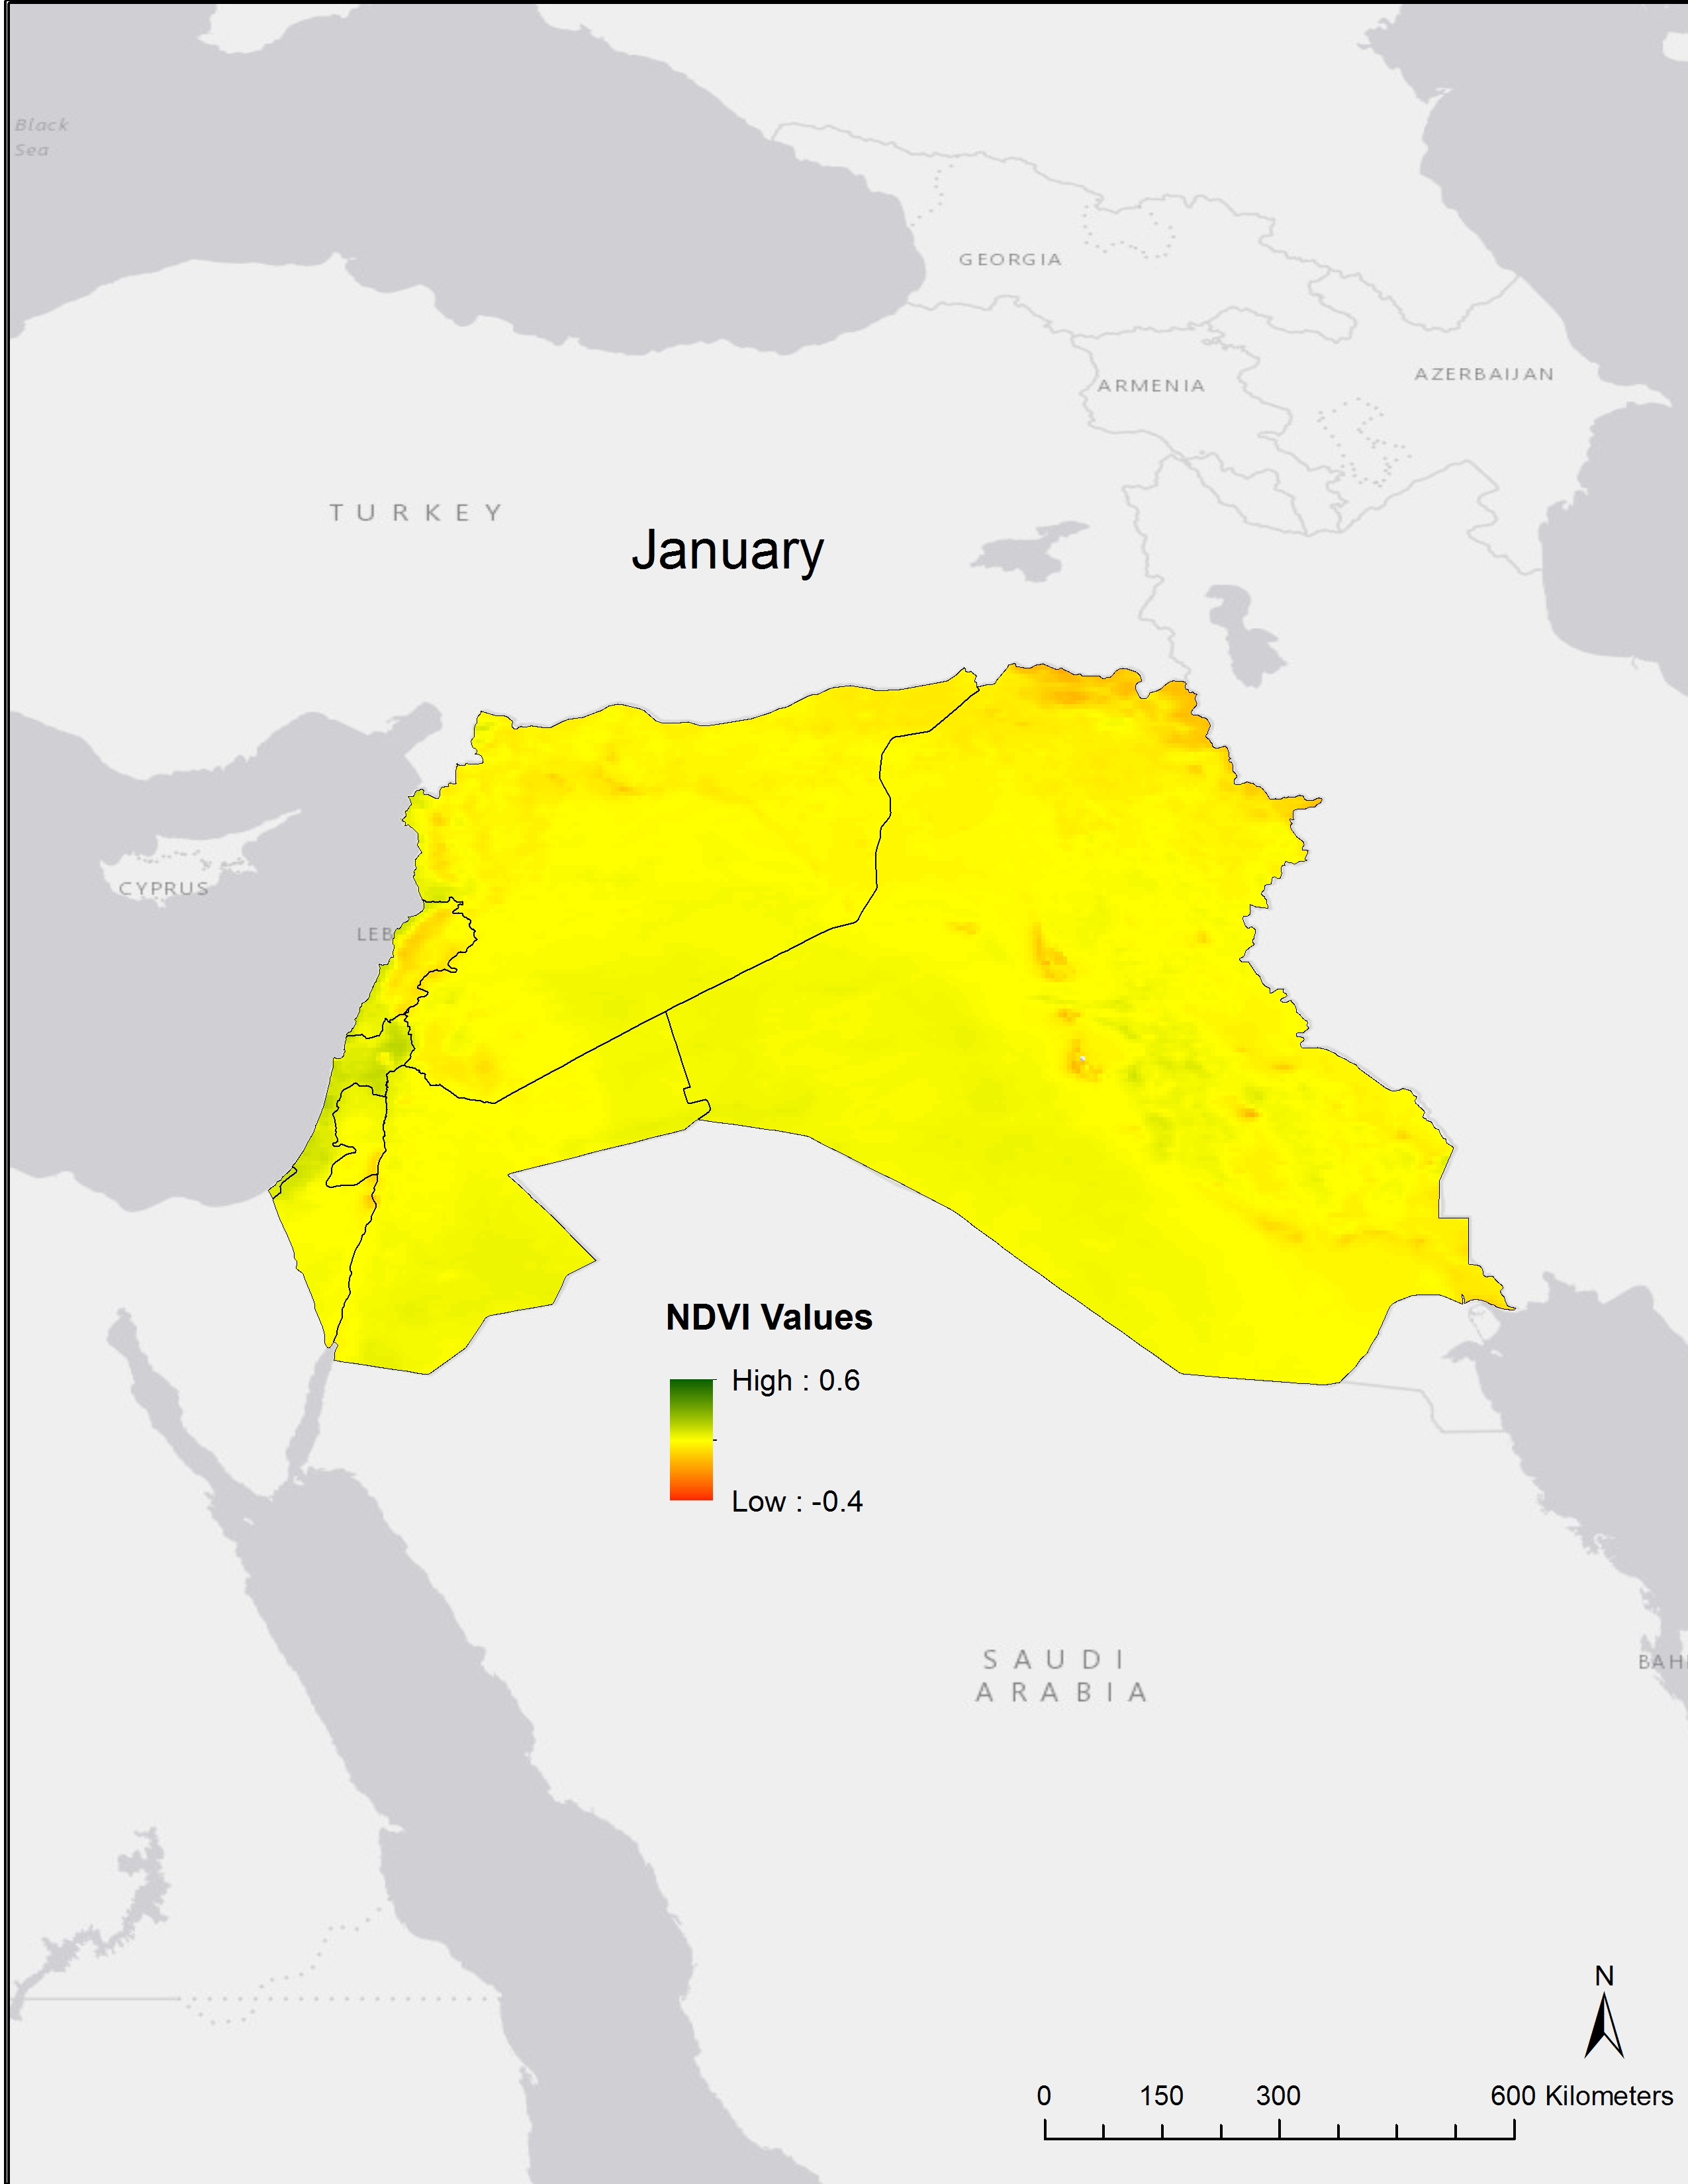 Black
Sea
GEORGIA
ARMENIA
AZERBAIJAN
TURKEY
January
CYPRUS
LEB
NDVI Values
High : 0.6
Low : -0.4
SAUDI
ARABIA
BAH
N
0 150 300 600 Kilometers